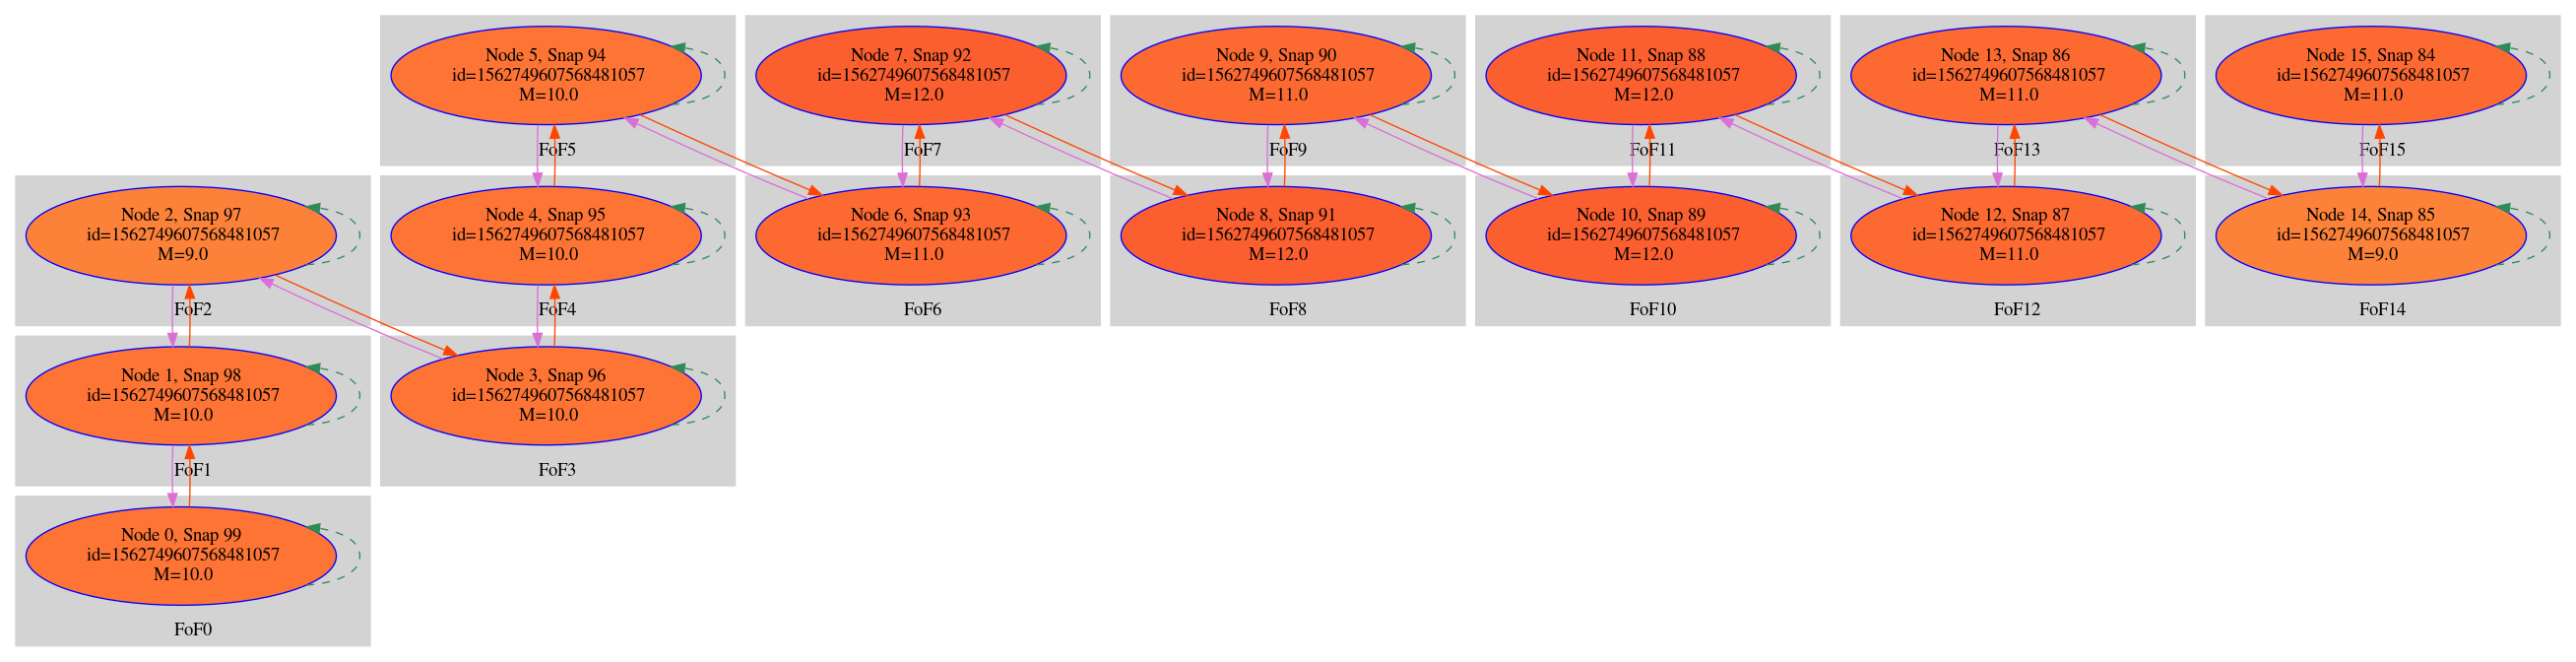 Node 5, Snap 94
id=1562749607568481057
M=10.0
FoF5
Node 7, Snap 92
id=1562749607568481057
M=12.0
FoF7
Node 9, Snap 90
id=1562749607568481057
M=11.0
FoF9
Node 11, Snap 88
id=1562749607568481057
M=12.0
FoF11
Node 13, Snap 86
id=1562749607568481057
M=11.0
FoF13
Node 15, Snap 84
id=1562749607568481057
M=11.0
FoF15
Node 2, Snap 97
id=1562749607568481057
M=9.0
FoF2
Node 4, Snap 95
id=1562749607568481057
M=10.0
FoF4
Node 6, Snap 93
id=1562749607568481057
M=11.0
FoF6
Node 8, Snap 91
id=1562749607568481057
M=12.0
FoF8
Node 10, Snap 89
id=1562749607568481057
M=12.0
FoF10
Node 12, Snap 87
id=1562749607568481057
M=11.0
FoF12
Node 14, Snap 85
id=1562749607568481057
M=9.0
FoF14
Node 1, Snap 98
id=1562749607568481057
M=10.0
FoF1
Node 3, Snap 96
id=1562749607568481057
M=10.0
FoF3
Node 0, Snap 99
id=1562749607568481057
M=10.0
FoF0